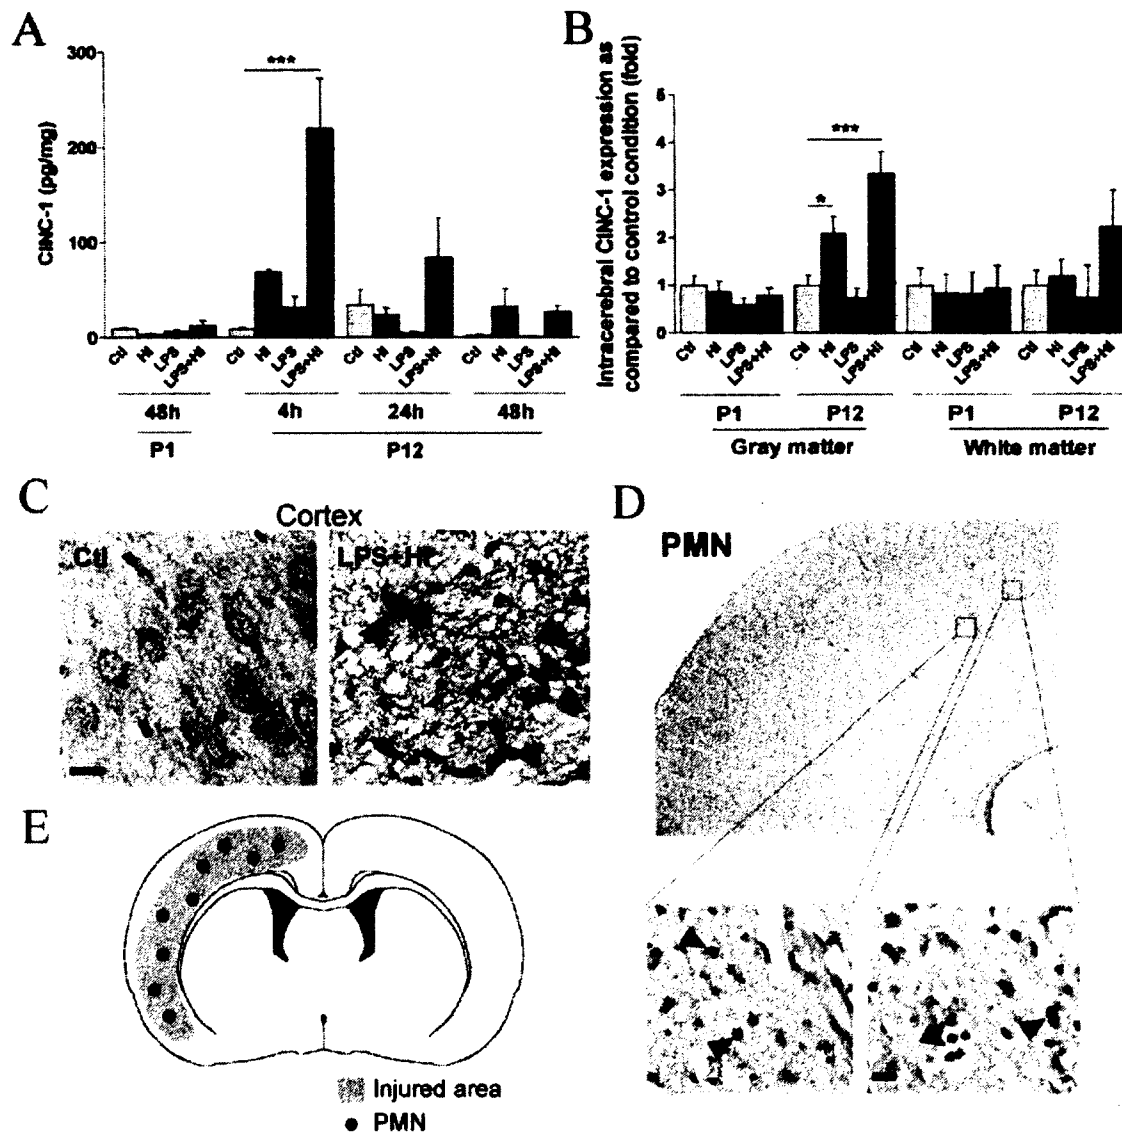 A
CINC-1 (pg/mg)
300
200
100
0
***
Ctl HI LPS LPS+HI Ctl HI LPS LPS+HI Ctl HI LPS LPS+HI Ctl HI LPS LPS+HI
48h 4h 24h 48h
P1 P12
B
Intracerebral CINC-1 expression as
compared to control condition (fold)
5
4
3
2
1
0
***
*
Ctl HI LPS LPS+HI Ctl HI LPS LPS+HI Ctl HI LPS LPS+HI Ctl HI LPS LPS+HI
P1 P12 P1 P12
Gray matter White matter
C
Cortex
Ctl LPS+HI
D
PMN
E
Injured area
PMN